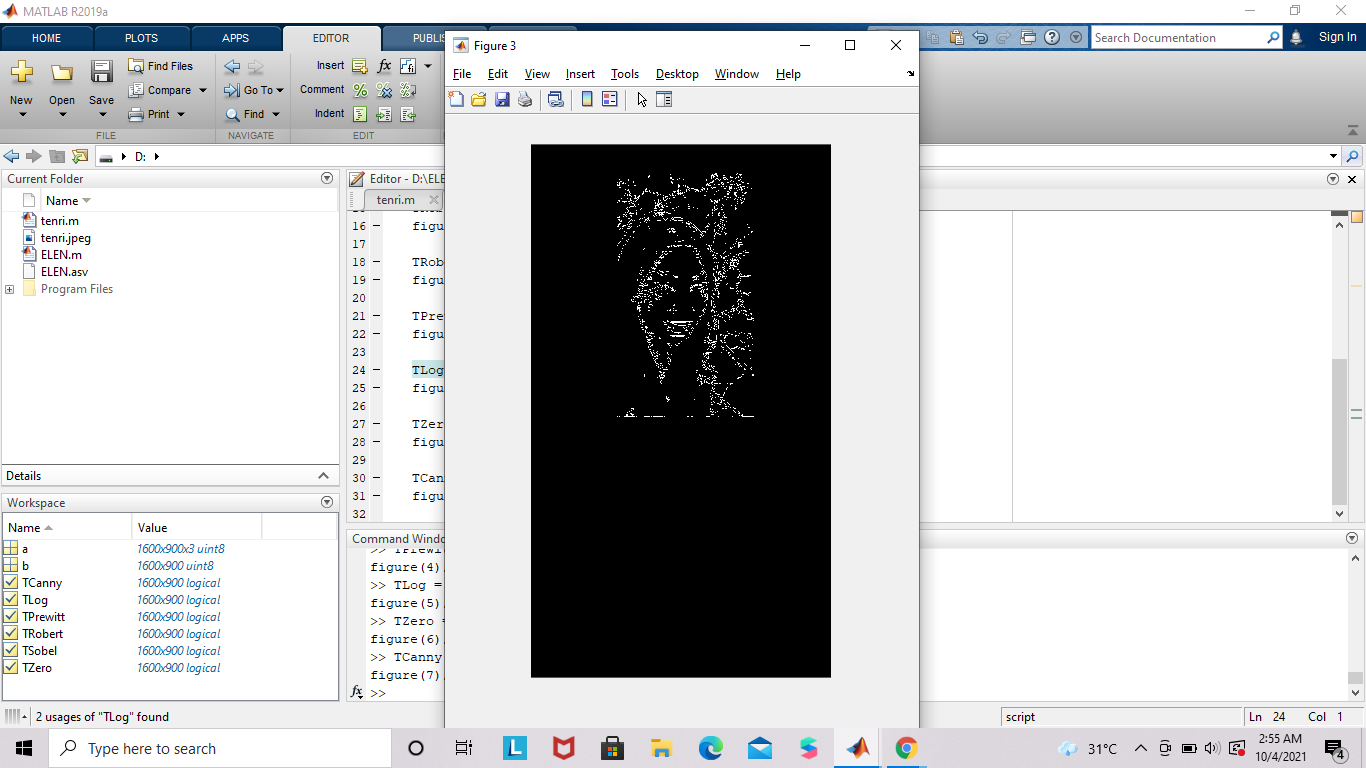 MATLAB R2019a
HOME
PLOTS
APPS
EDITOR
PUBLIS
Search Documentation
Sign In
New
Open
Save
Find Files
Compare
Print
FILE
Go To
Find
NAVIGATE
Insert
fx
Comment
Indent
EDIT
D:
Current Folder
Name
tenri.m
tenri.jpeg
ELEN.m
ELEN.asv
Program Files
Details
Workspace
Name
Value
a
1600x900x3 uint8
b
1600x900 uint8
TCanny
1600x900 logical
TLog
1600x900 logical
TPrewitt
1600x900 logical
TRobert
1600x900 logical
TSobel
1600x900 logical
TZero
1600x900 logical
Editor - D:\ELE
tenri.m
16 figu
17
18 TRob
19 figu
20
21 TPre
22 figu
23
24 TLog
25 figu
26
27 TZer
28 figu
29
30 TCan
31 figu
32
Command Windo
>> TPrewi
figure(4)
>> TLog =
figure(5)
>> TZero =
figure(6)
>> TCanny
figure(7)
fx >>
Figure 3
File Edit View Insert Tools Desktop Window Help
2 usages of "TLog" found
script
Ln 24 Col 1
Type here to search
31°C
2:55 AM
10/4/2021
4